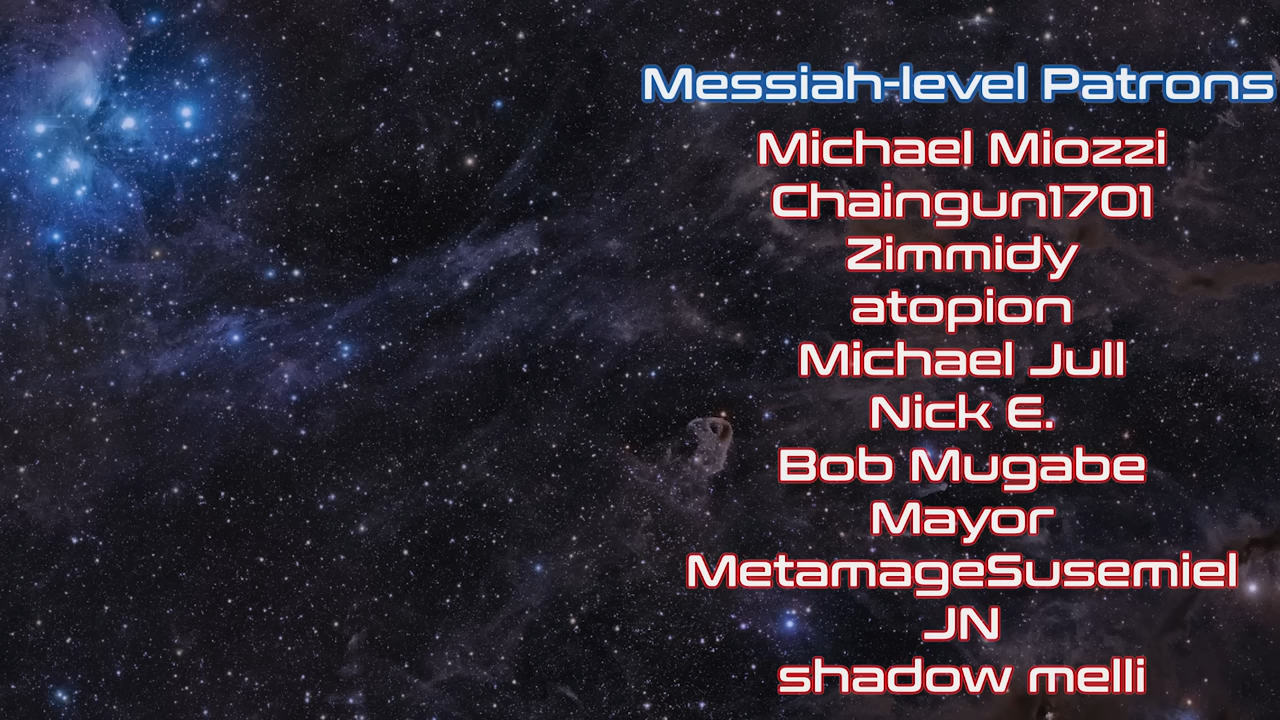 Messiah-level Patrons
Michael Miozzi
Chaingun1701
Zimmidy
atopion
Michael Jull
Nick E.
Bob Mugabe
Mayor
MetamageSusemiel
JN
shadow melli